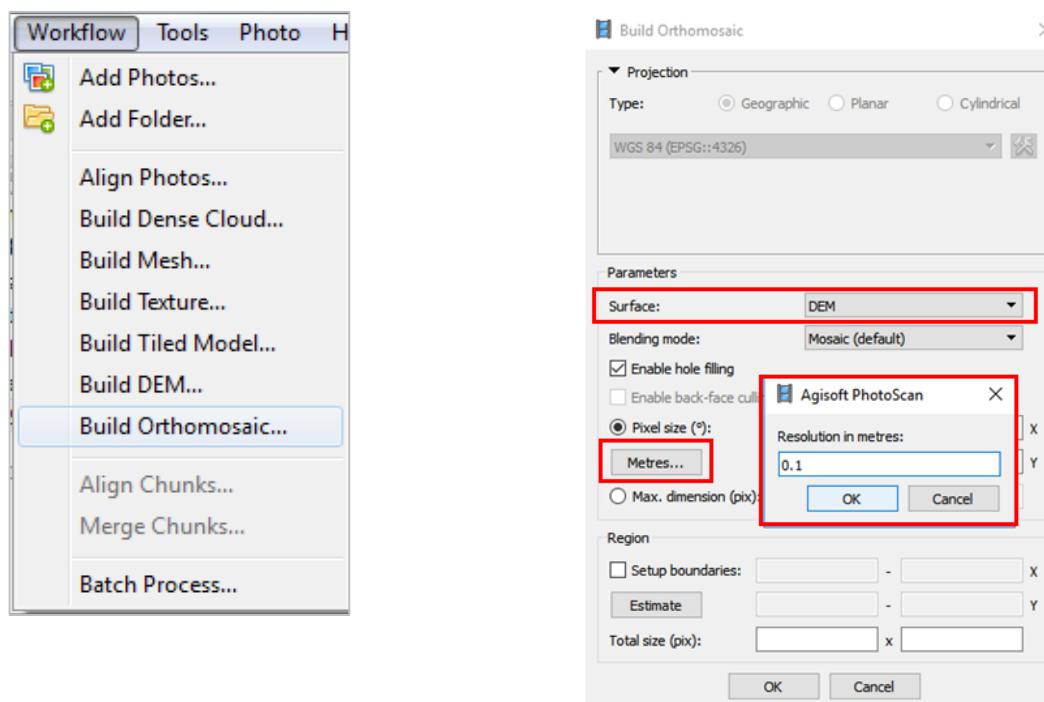 Workflow Tools Photo H
Add Photos...
Add Folder...
Align Photos...
Build Dense Cloud...
Build Mesh...
Build Texture...
Build Tiled Model...
Build DEM...
Build Orthomosaic...
Align Chunks...
Merge Chunks...
Batch Process...
Build Orthomosaic
Projection
Type: Geographic Planar Cylindrical
WGS 84 (EPSG::4326)
Parameters
Surface: DEM
Blending mode: Mosaic (default)
Enable hole filling
Enable back-face culli
Pixel size (°): X
Metres... Y
Max. dimension (pix):
Agisoft PhotoScan
Resolution in metres:
0.1
OK Cancel
Region
Setup boundaries: - X
Estimate - Y
Total size (pix): x
OK Cancel